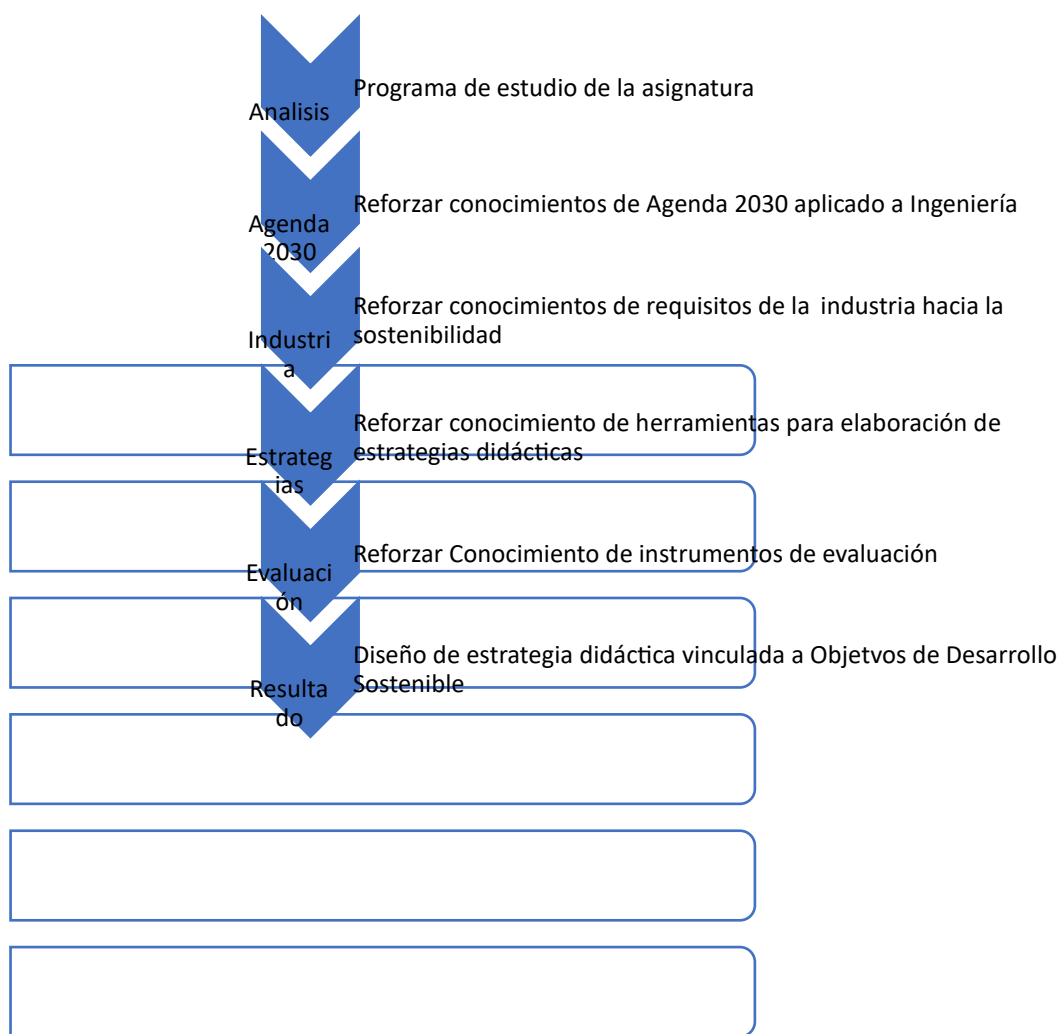 Analisis
Programa de estudio de la asignatura
Agenda
2030
Reforzar conocimientos de Agenda 2030 aplicado a Ingeniería
Industri
a
Reforzar conocimientos de requisitos de la industria hacia la
sostenibilidad
Estrateg
ias
Reforzar conocimiento de herramientas para elaboración de
estrategias didácticas
Evaluaci
ón
Reforzar Conocimiento de instrumentos de evaluación
Resulta
do
Diseño de estrategia didáctica vinculada a Objetvos de Desarrollo
Sostenible